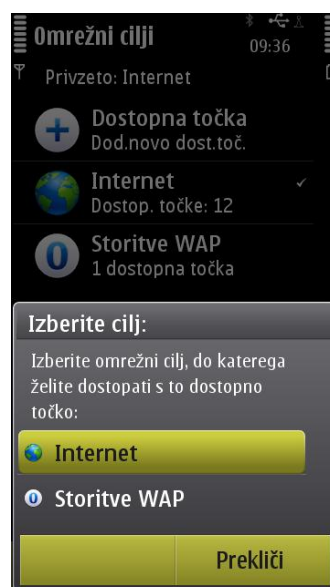 Omrežni cilji
09:36
Privzeto: Internet
Dostopna točka
Dod.novo dost.toč.
Internet
Dostop. točke: 12
Storitve WAP
1 dostopna točka
Izberite cilj:
Izberite omrežni cilj, do katerega
želite dostopati s to dostopno
točko:
Internet
Storitve WAP
Prekliči